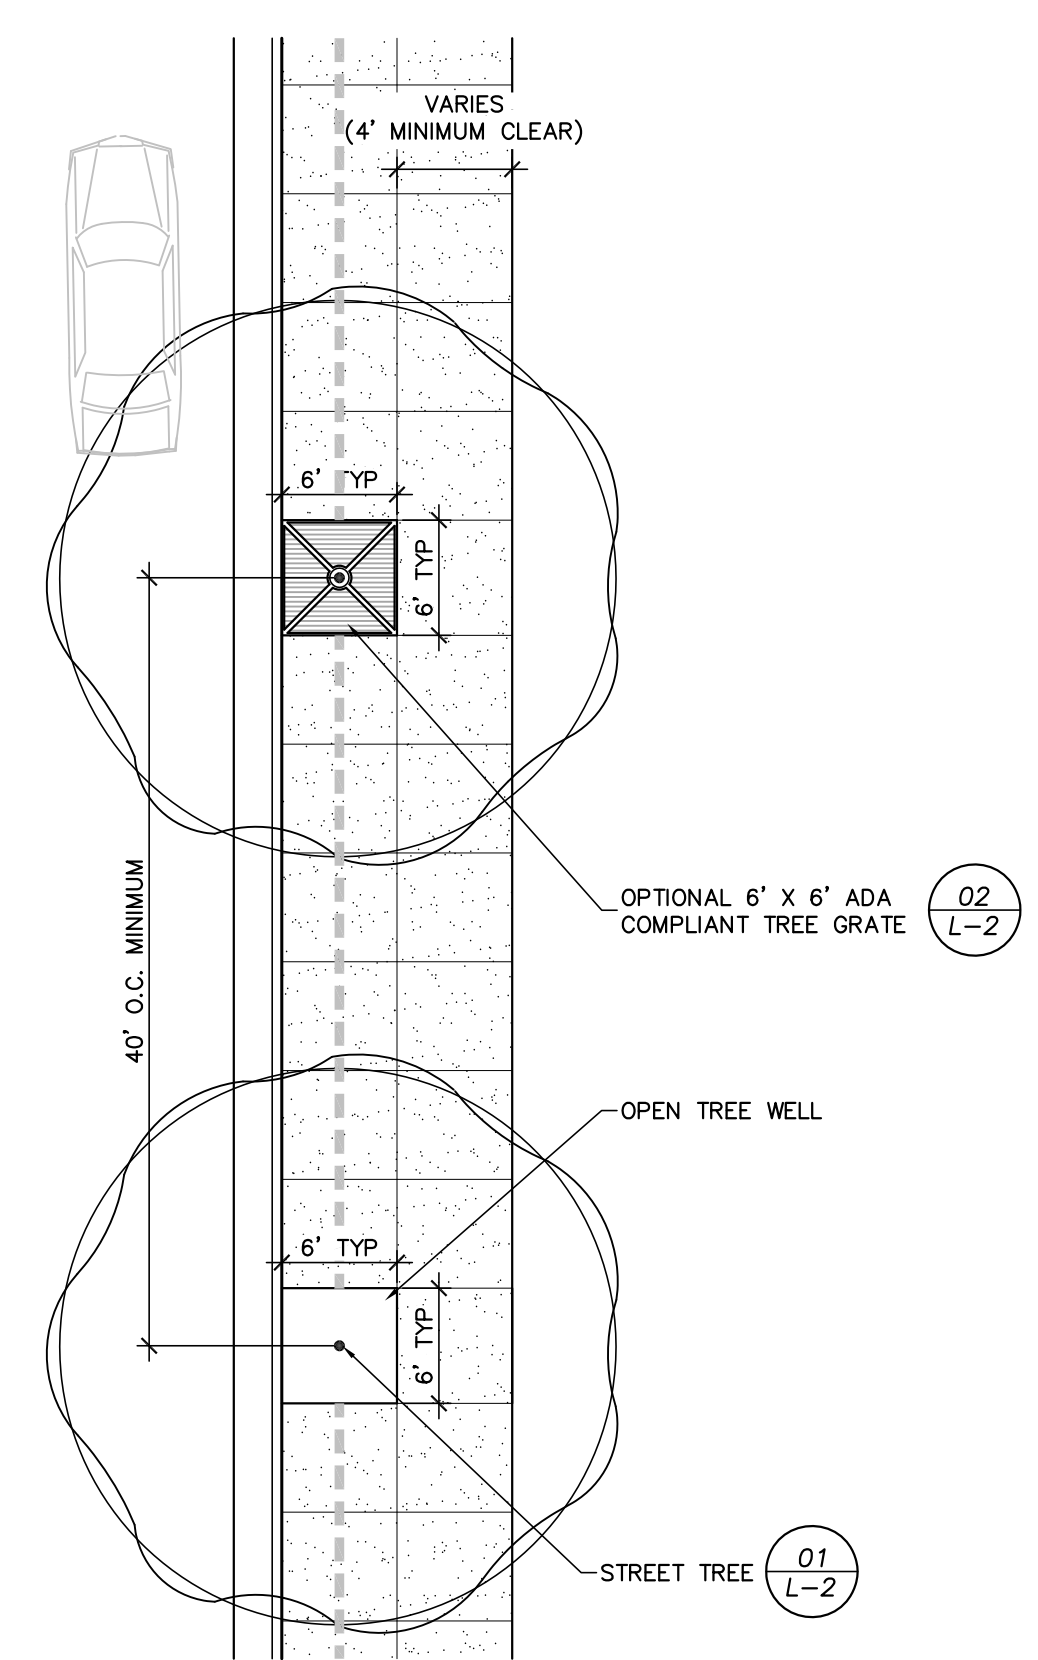 VARIES
(4' MINIMUM CLEAR)
6' TYP
6' TYP
40' O.C. MINIMUM
OPTIONAL 6' X 6' ADA
COMPLIANT TREE GRATE
02
L-2
OPEN TREE WELL
6' TYP
6' TYP
STREET TREE
01
L-2